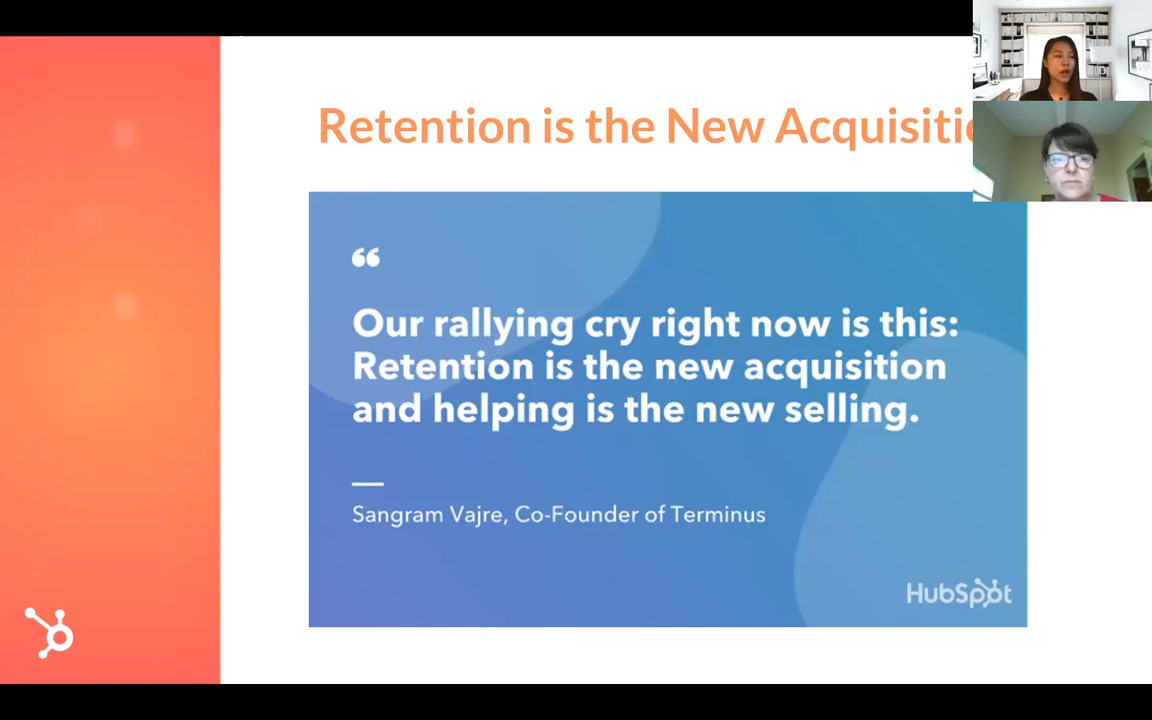 Retention is the New
“
Our rallying cry right now is this:
Retention is the new acquisition
and helping is the new selling.
Sangram Vajre, Co-Founder of Terminus
HubSpot